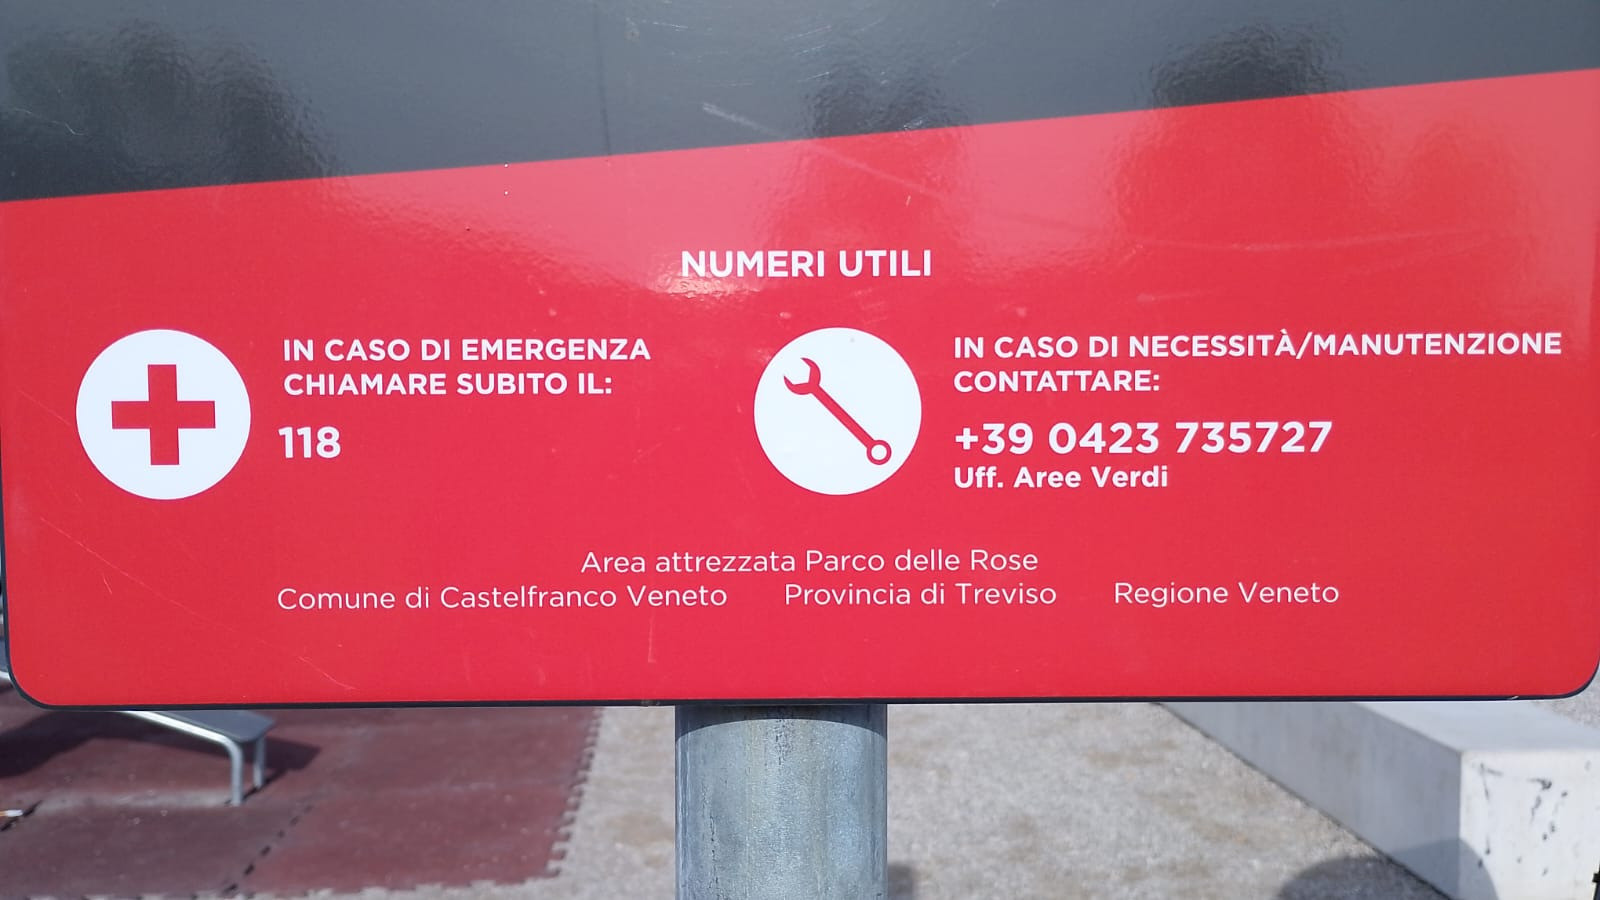 NUMERI UTILI
IN CASO DI EMERGENZA
CHIAMARE SUBITO IL:
118
IN CASO DI NECESSITÀ/MANUTENZIONE
CONTATTARE:
+39 0423 735727
Uff. Aree Verdi
Area attrezzata Parco delle Rose
Comune di Castelfranco Veneto Provincia di Treviso Regione Veneto